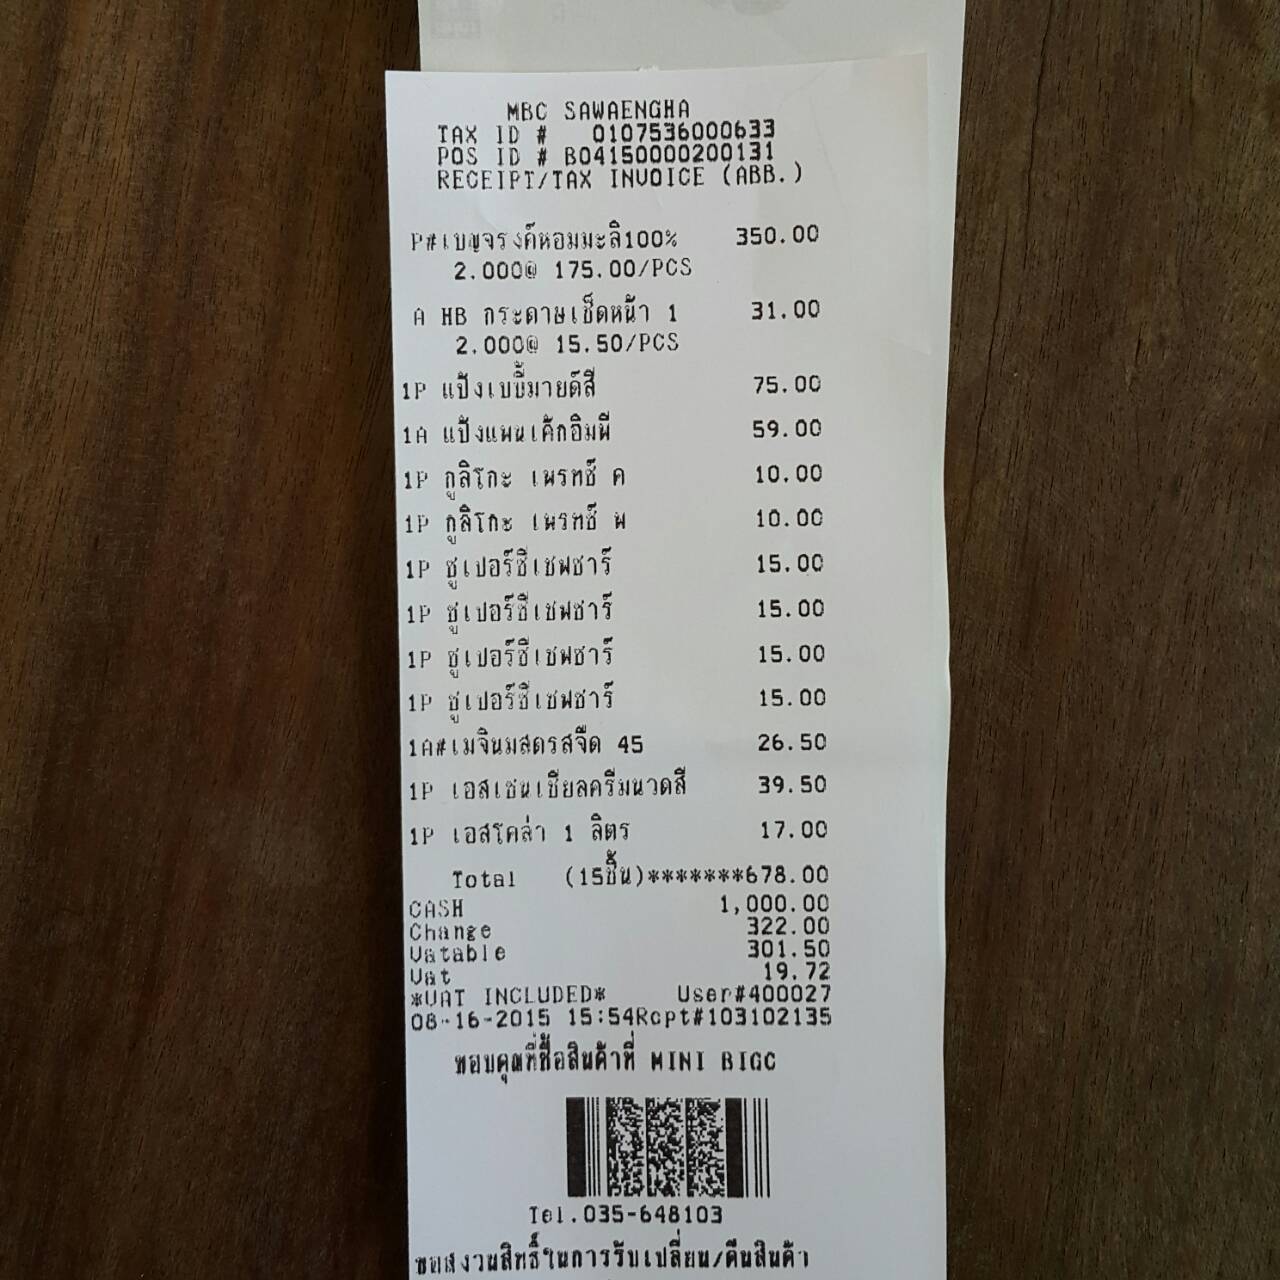 MBC SAWAENGHA
TAX ID # 0107536000633
POS ID # B04150000200131
RECEIPT/TAX INVOICE (ABB.)
P#เบญจรงค์หอมมะลิ100% 350.00
2.000@ 175.00/PCS
A HB กระดาษเช็ดหน้า 1 31.00
2.000@ 15.50/PCS
1P แป้งเบบี้มายด์สี 75.00
1A แป้งแพนเค้กอิมพี 59.00
1P กูลิโกะ เพรทซ์ ค 10.00
1P กูลิโกะ เพรทซ์ พ 10.00
1P ซูเปอร์ซีเชฟชาร์ 15.00
1P ซูเปอร์ซีเชฟชาร์ 15.00
1P ซูเปอร์ซีเชฟชาร์ 15.00
1P ซูเปอร์ซีเชฟชาร์ 15.00
1A#เมจินมสดรสจืด 45 26.50
1P เอสเซนเชียลครีมนวดสี 39.50
1P เอสโคล่า 1 ลิตร 17.00
Total (15ชิ้น)*******678.00
CASH 1,000.00
Change 322.00
Vatable 301.50
Vat 19.72
*VAT INCLUDED* User#400027
08-16-2015 15:54Rcpt#103102135
ขอบคุณที่ซื้อสินค้าที่ MINI BIGC
Tel.035-648103
ขอสงวนสิทธิ์ในการรับเปลี่ยน/คืนสินค้า